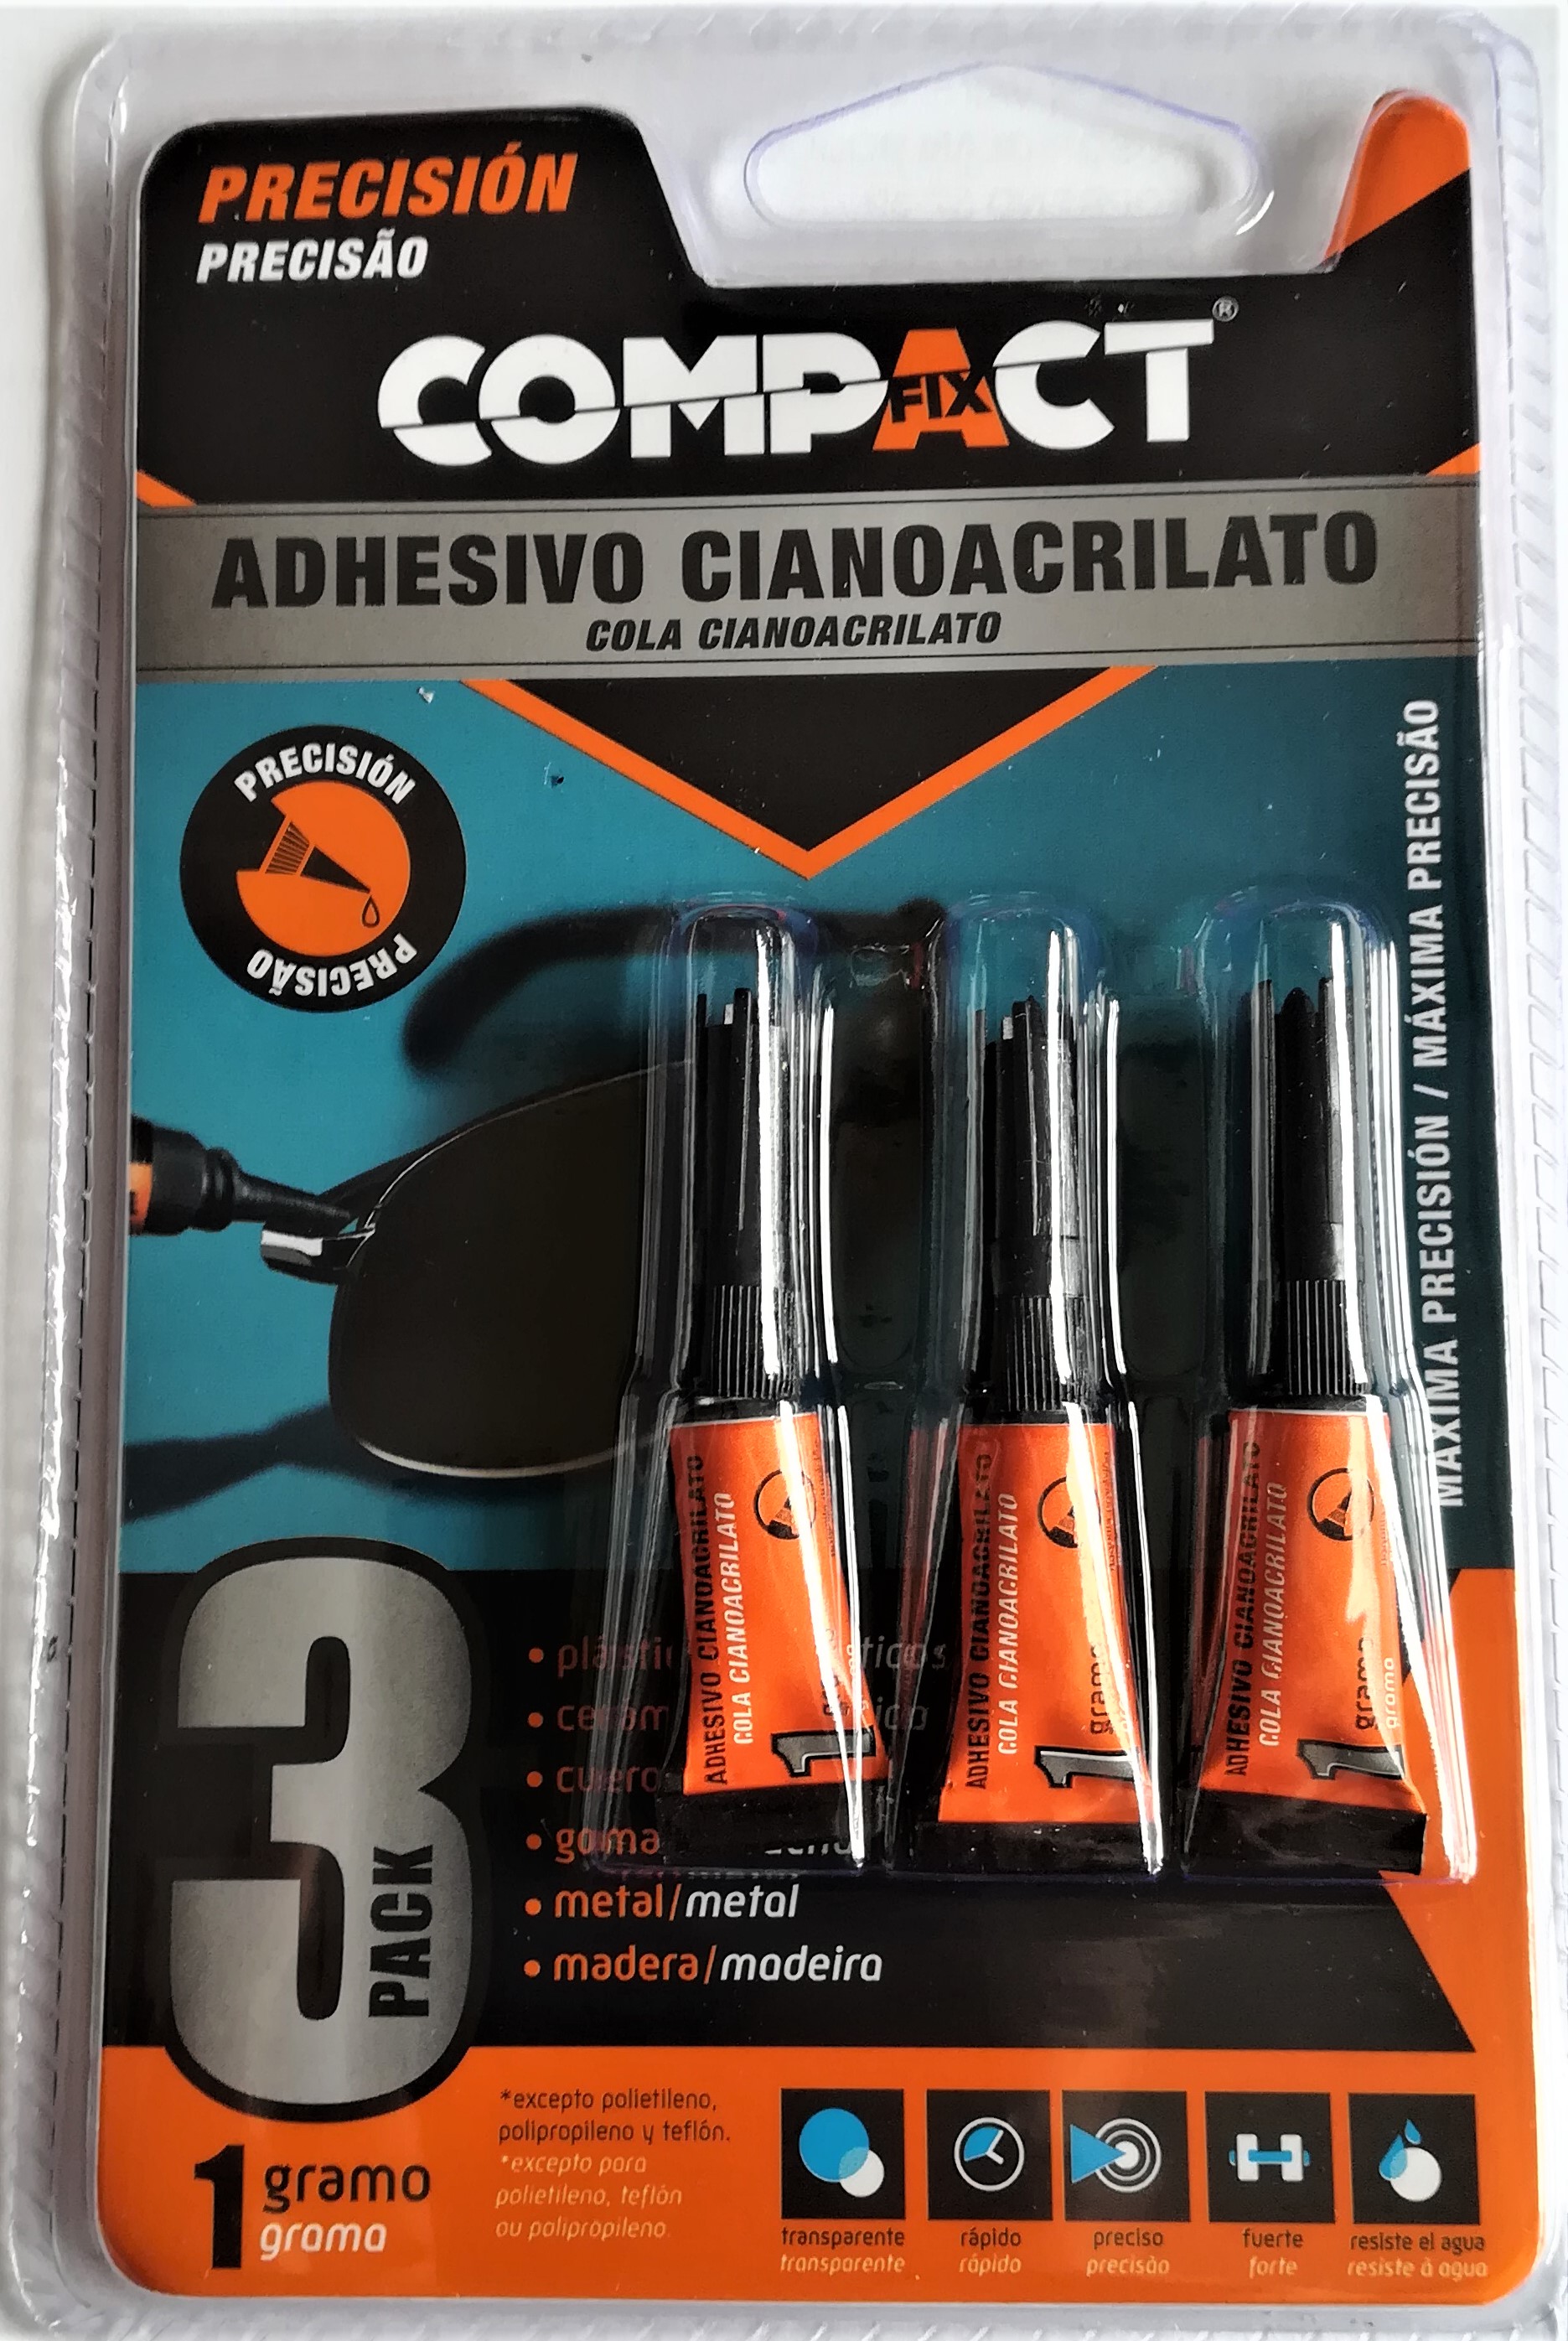 PRECISIÓN
PRECISÃO
COMPACT®
FIX
ADHESIVO CIANOACRILATO
COLA CIANOACRILATO
PRECISIÓN
PRECISÃO
MÁXIMA PRECISIÓN / MÁXIMA PRECISÃO
ADHESIVO CIANOACRILATO
COLA CIANOACRILATO
1
ADHESIVO CIANOACRILATO
COLA CIANOACRILATO
1 gramo
ADHESIVO CIANOACRILATO
COLA CIANOACRILATO
1 gramo
grama
3
PACK
• cuero
• goma
• metal/metal
• madera/madeira
1 gramo
grama
*excepto polietileno,
polipropileno y teflón.
*excepto para
polietileno, teflón
ou polipropileno.
transparente
transparente
rápido
rápido
preciso
precisão
fuerte
forte
resiste el agua
resiste à agua